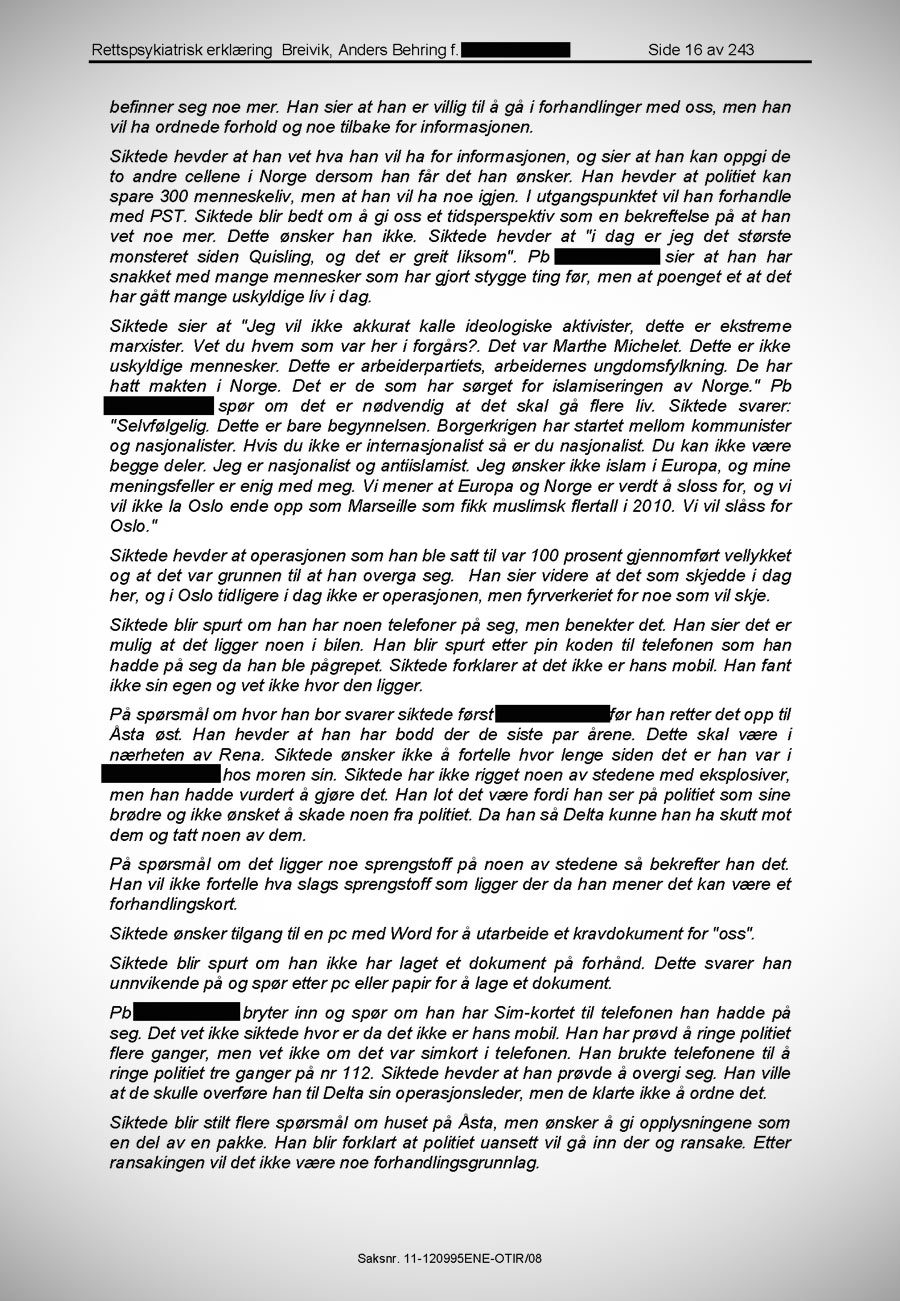 Rettspsykiatrisk erklæring Breivik, Anders Behring f. Side 16 av 243
befinner seg noe mer. Han sier at han er villig til å gå i forhandlinger med oss, men han
vil ha ordnede forhold og noe tilbake for informasjonen.
Siktede hevder at han vet hva han vil ha for informasjonen, og sier at han kan oppgi de
to andre cellene i Norge dersom han får det han ønsker. Han hevder at politiet kan
spare 300 menneskeliv, men at han vil ha noe igjen. I utgangspunktet vil han forhandle
med PST. Siktede blir bedt om å gi oss et tidsperspektiv som en bekreftelse på at han
vet noe mer. Dette ønsker han ikke. Siktede hevder at "i dag er jeg det største
monsteret siden Quisling, og det er greit liksom". Pb sier at han har
snakket med mange mennesker som har gjort stygge ting før, men at poenget et at det
har gått mange uskyldige liv i dag.
Siktede sier at "Jeg vil ikke akkurat kalle ideologiske aktivister, dette er ekstreme
marxister. Vet du hvem som var her i forgårs?. Det var Marthe Michelet. Dette er ikke
uskyldige mennesker. Dette er arbeiderpartiets, arbeidernes ungdomsfylkning. De har
hatt makten i Norge. Det er de som har sørget for islamiseringen av Norge." Pb
spør om det er nødvendig at det skal gå flere liv. Siktede svarer:
"Selvfølgelig. Dette er bare begynnelsen. Borgerkrigen har startet mellom kommunister
og nasjonalister. Hvis du ikke er internasjonalist så er du nasjonalist. Du kan ikke være
begge deler. Jeg er nasjonalist og antiislamist. Jeg ønsker ikke islam i Europa, og mine
meningsfeller er enig med meg. Vi mener at Europa og Norge er verdt å sloss for, og vi
vil ikke la Oslo ende opp som Marseille som fikk muslimsk flertall i 2010. Vi vil slåss for
Oslo."
Siktede hevder at operasjonen som han ble satt til var 100 prosent gjennomført vellykket
og at det var grunnen til at han overga seg. Han sier videre at det som skjedde i dag
her, og i Oslo tidligere i dag ikke er operasjonen, men fyrverkeriet for noe som vil skje.
Siktede blir spurt om han har noen telefoner på seg, men benekter det. Han sier det er
mulig at det ligger noen i bilen. Han blir spurt etter pin koden til telefonen som han
hadde på seg da han ble pågrepet. Siktede forklarer at det ikke er hans mobil. Han fant
ikke sin egen og vet ikke hvor den ligger.
På spørsmål om hvor han bor svarer siktede først før han retter det opp til
Åsta øst. Han hevder at han har bodd der de siste par årene. Dette skal være i
nærheten av Rena. Siktede ønsker ikke å fortelle hvor lenge siden det er han var i
hos moren sin. Siktede har ikke rigget noen av stedene med eksplosiver,
men han hadde vurdert å gjøre det. Han lot det være fordi han ser på politiet som sine
brødre og ikke ønsket å skade noen fra politiet. Da han så Delta kunne han ha skutt mot
dem og tatt noen av dem.
På spørsmål om det ligger noe sprengstoff på noen av stedene så bekrefter han det.
Han vil ikke fortelle hva slags sprengstoff som ligger der da han mener det kan være et
forhandlingskort.
Siktede ønsker tilgang til en pc med Word for å utarbeide et kravdokument for "oss".
Siktede blir spurt om han ikke har laget et dokument på forhånd. Dette svarer han
unnvikende på og spør etter pc eller papir for å lage et dokument.
Pb bryter inn og spør om han har Sim-kortet til telefonen han hadde på
seg. Det vet ikke siktede hvor er da det ikke er hans mobil. Han har prøvd å ringe politiet
flere ganger, men vet ikke om det var simkort i telefonen. Han brukte telefonene til å
ringe politiet tre ganger på nr 112. Siktede hevder at han prøvde å overgi seg. Han ville
at de skulle overføre han til Delta sin operasjonsleder, men de klarte ikke å ordne det.
Siktede blir stilt flere spørsmål om huset på Åsta, men ønsker å gi opplysningene som
en del av en pakke. Han blir forklart at politiet uansett vil gå inn der og ransake. Etter
ransakingen vil det ikke være noe forhandlingsgrunnlag.
Saksnr. 11-120995ENE-OTIR/08